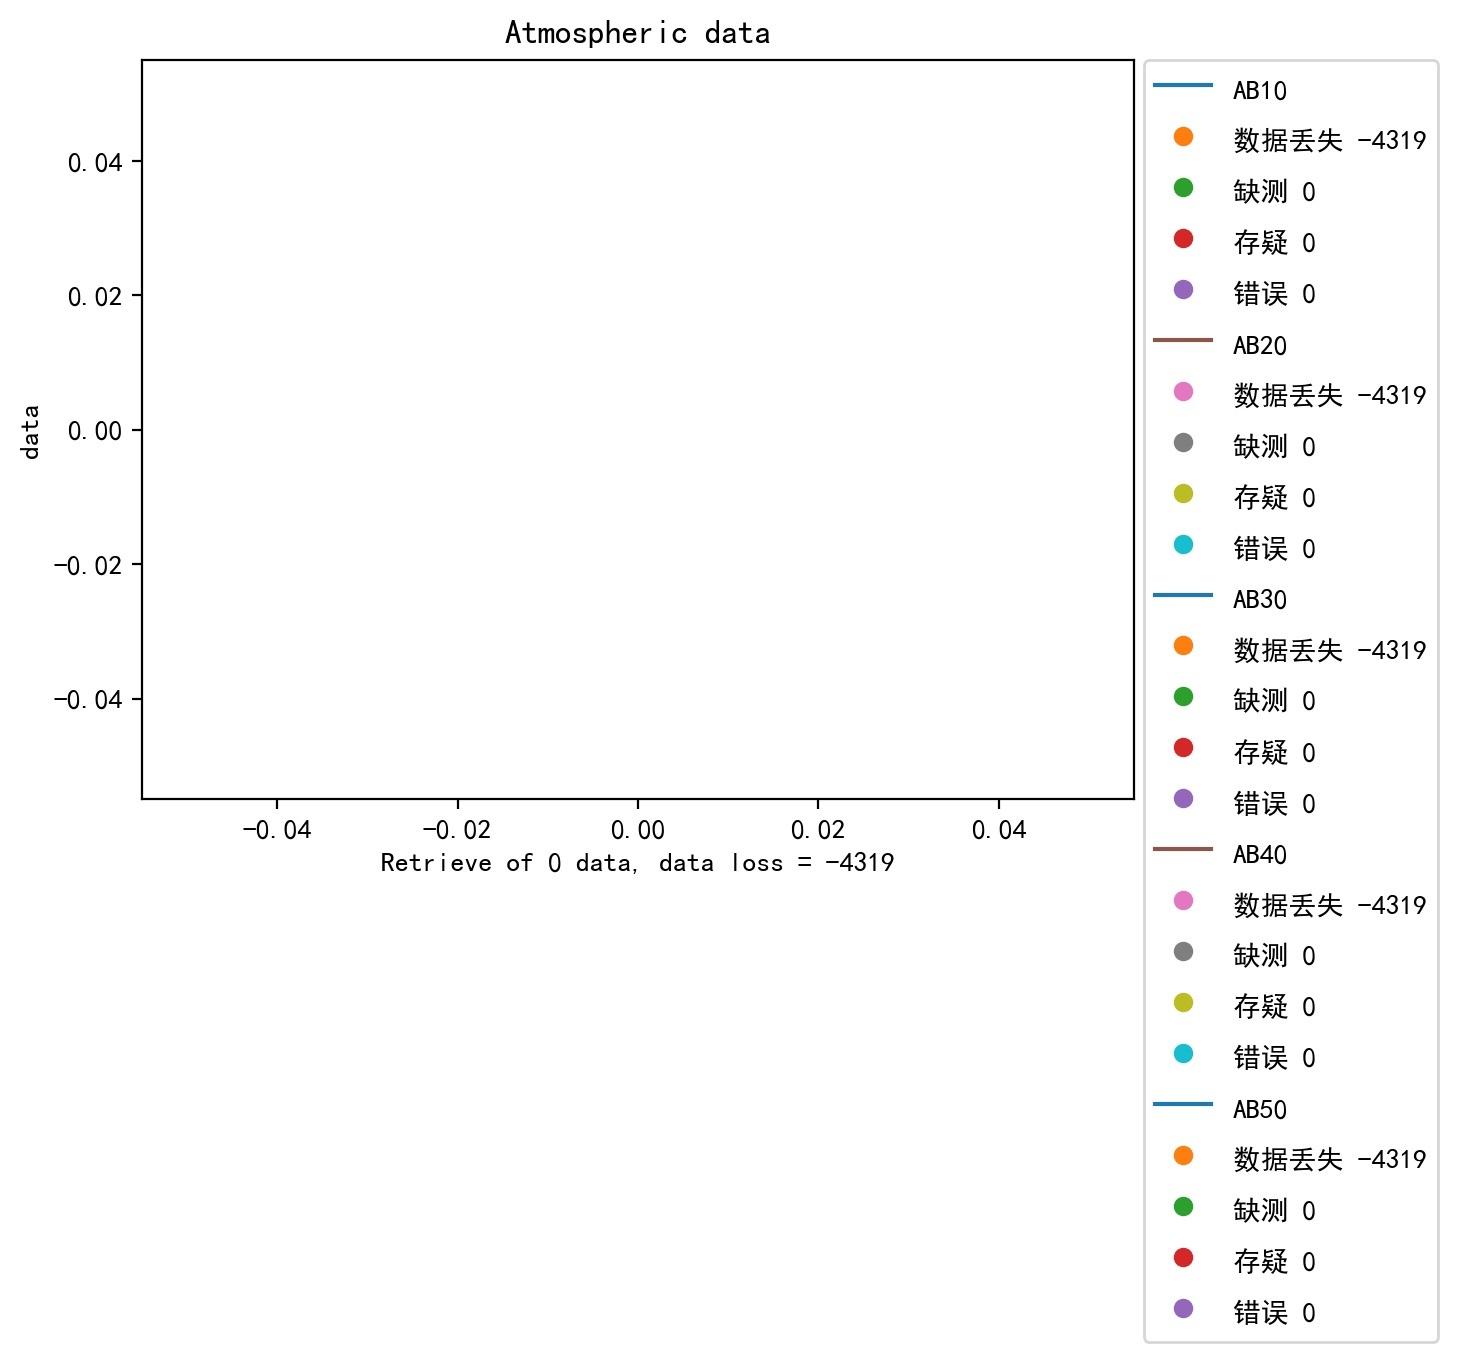 Atmospheric data
data
0.04
0.02
0.00
-0.02
-0.04
-0.04
-0.02
0.00
0.02
0.04
Retrieve of 0 data, data loss = -4319
AB10
数据丢失 -4319
缺测 0
存疑 0
错误 0
AB20
数据丢失 -4319
缺测 0
存疑 0
错误 0
AB30
数据丢失 -4319
缺测 0
存疑 0
错误 0
AB40
数据丢失 -4319
缺测 0
存疑 0
错误 0
AB50
数据丢失 -4319
缺测 0
存疑 0
错误 0